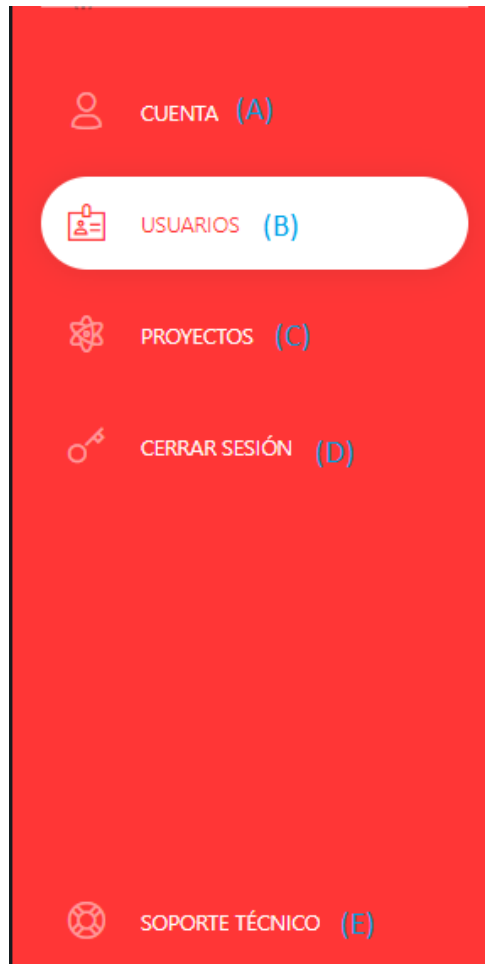 CUENTA (A)
USUARIOS (B)
PROYECTOS (C)
CERRAR SESIÓN (D)
SOPORTE TÉCNICO (E)